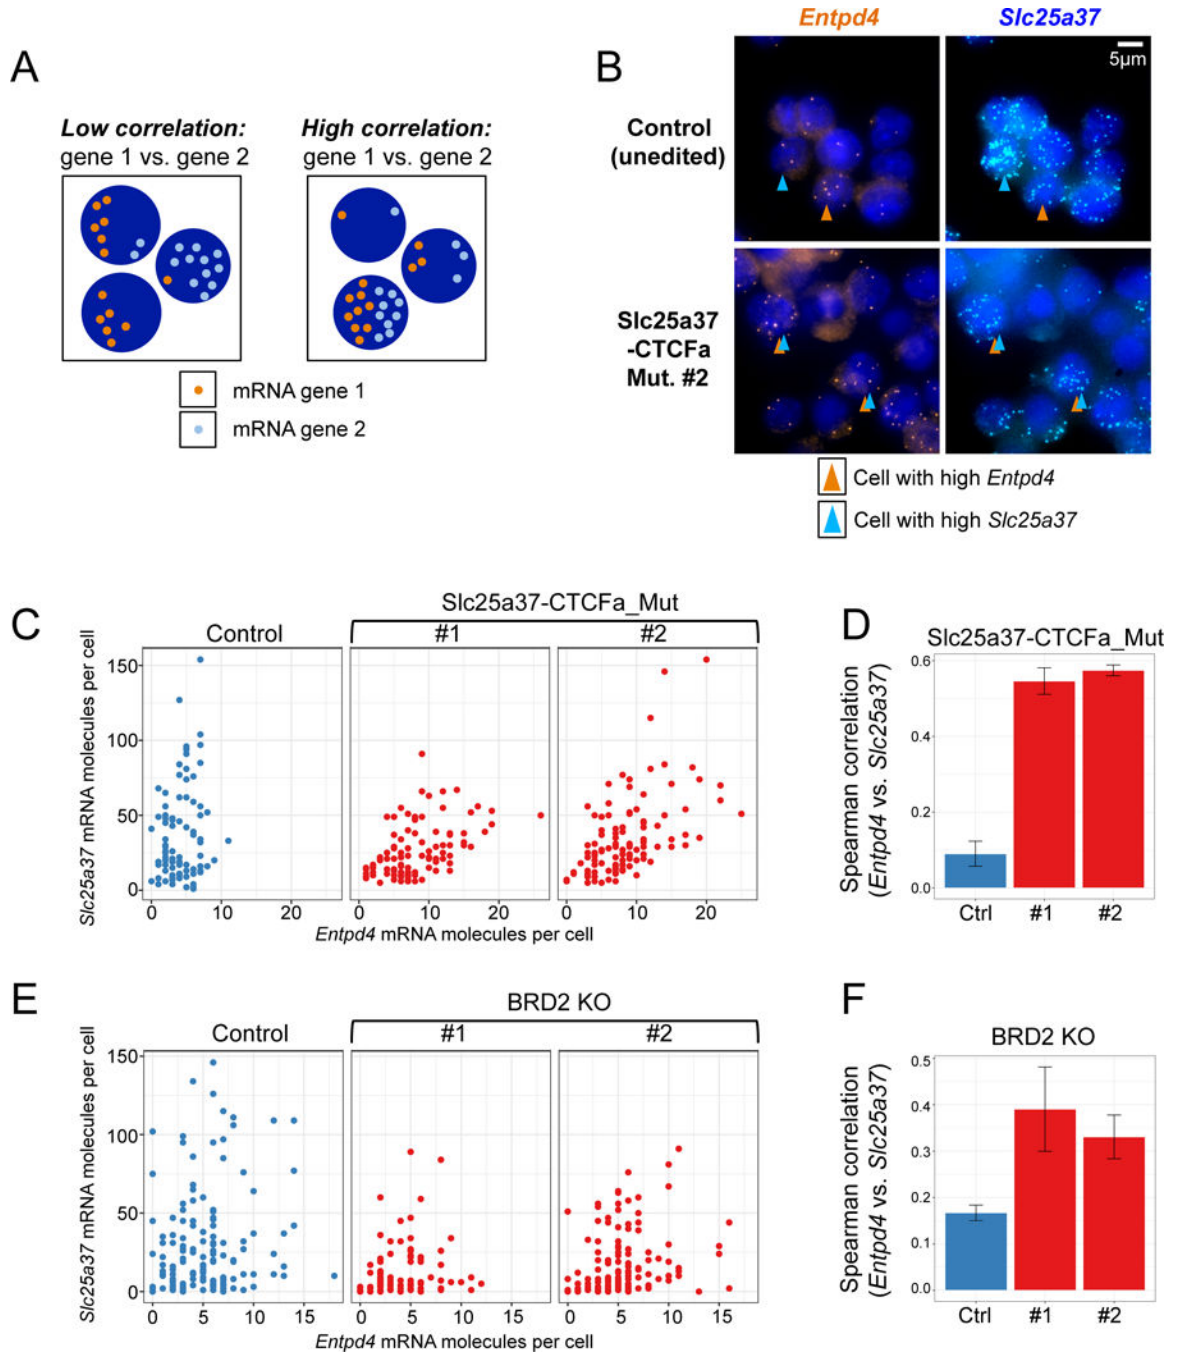 A
Low correlation:
gene 1 vs. gene 2
High correlation:
gene 1 vs. gene 2
mRNA gene 1
mRNA gene 2
B
Entpd4
Slc25a37
5µm
Control
(unedited)
Slc25a37
-CTCFa
Mut. #2
Cell with high Entpd4
Cell with high Slc25a37
C
Slc25a37-CTCFa_Mut
Control
#1
#2
Slc25a37 mRNA molecules per cell
150
100
50
0
0 10 20
0 10 20
0 10 20
Entpd4 mRNA molecules per cell
D
Slc25a37-CTCFa_Mut
Spearman correlation
(Entpd4 vs. Slc25a37)
0.6
0.4
0.2
0.0
Ctrl #1 #2
E
BRD2 KO
Control
#1
#2
Slc25a37 mRNA molecules per cell
150
100
50
0
0 5 10 15
0 5 10 15
0 5 10 15
Entpd4 mRNA molecules per cell
F
BRD2 KO
Spearman correlation
(Entpd4 vs. Slc25a37)
0.5
0.4
0.3
0.2
0.1
0.0
Ctrl #1 #2